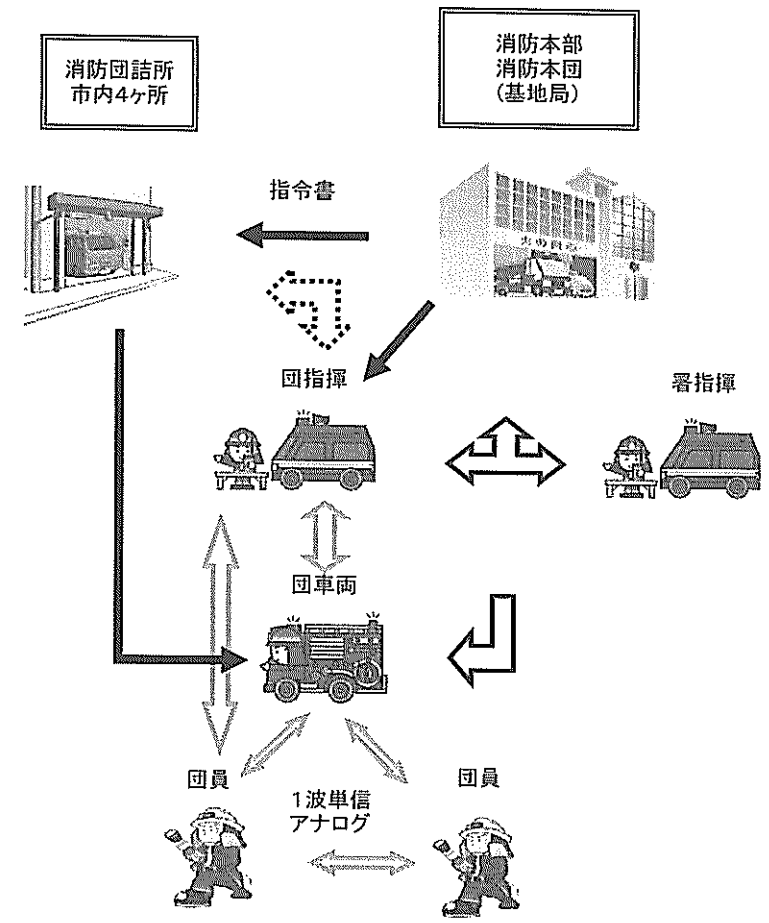 消防団詰所
市内4ヶ所
消防本部
消防本団
(基地局)
指令書
団指揮
署指揮
団車両
団員
団員
1波単信
アナログ